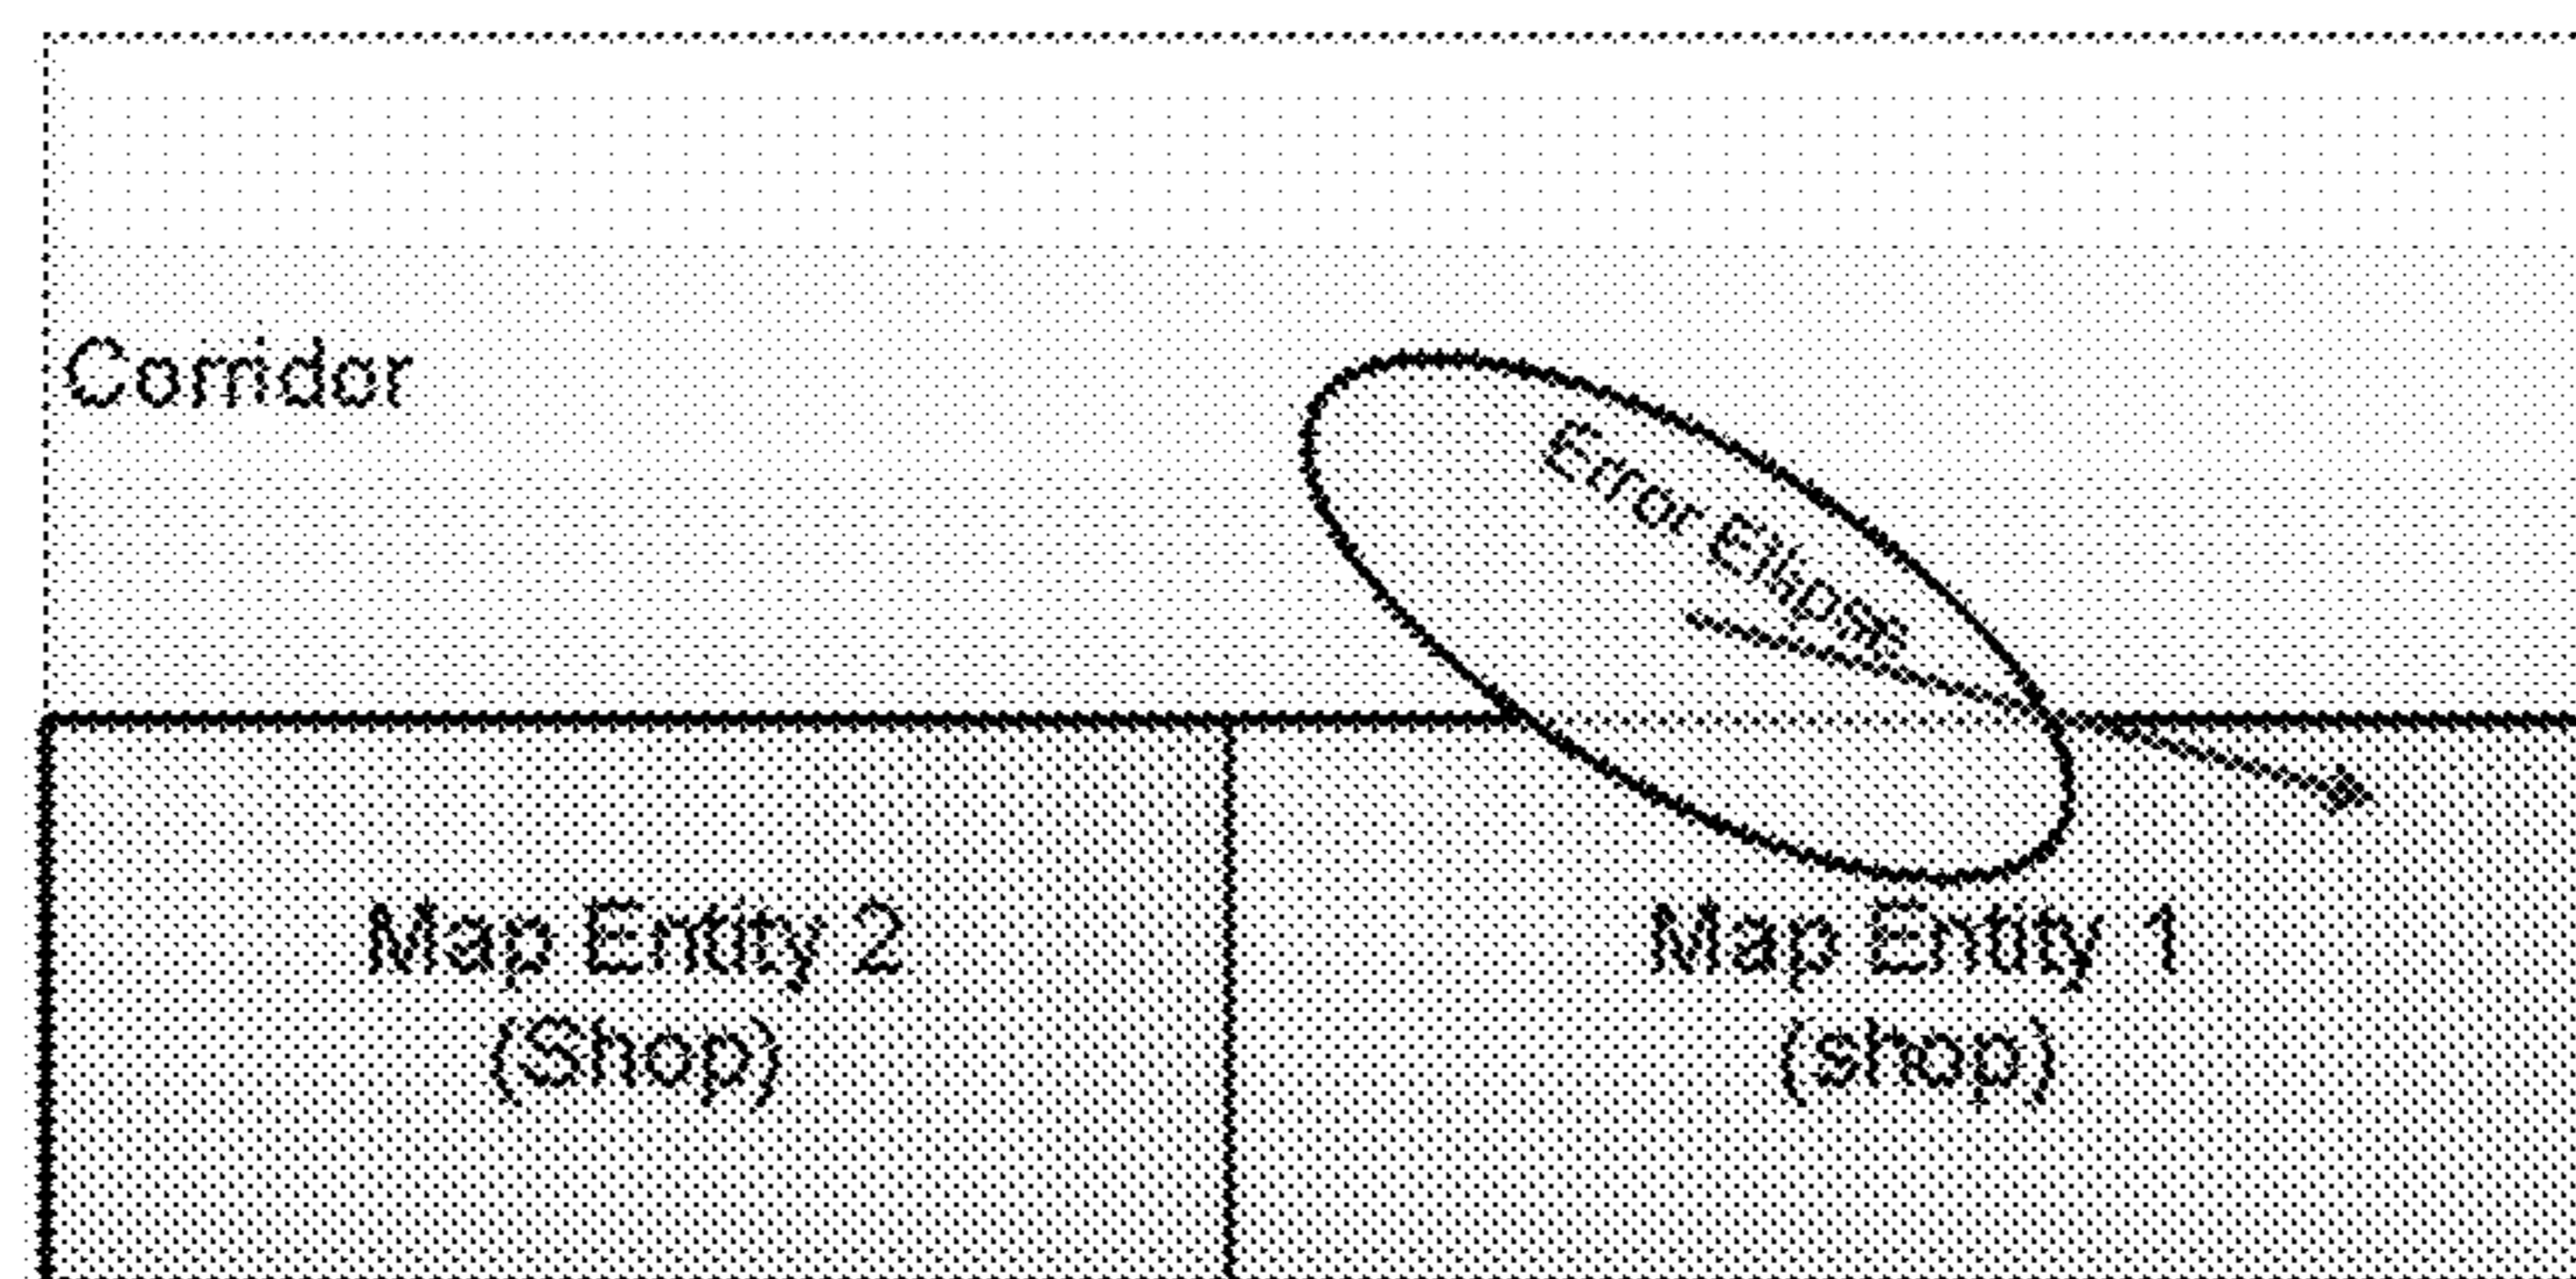 Corridor
Error Ellipse
Map Entity 2
(Shop)
Map Entity 1
(shop)